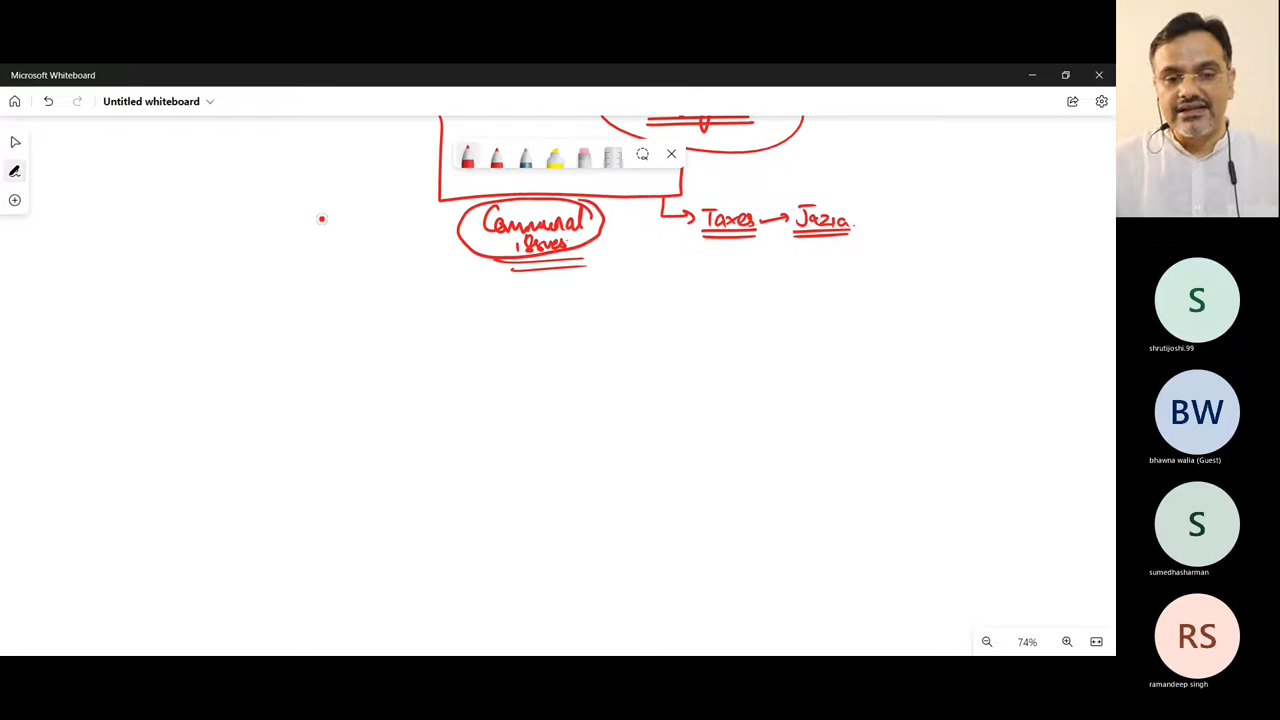 Microsoft Whiteboard
Untitled whiteboard
Communal
issues
Taxes → Jazia.
74%
S
shrutijoshi.99
BW
bhawna walia (Guest)
S
sumedhasharman
RS
ramandeep singh